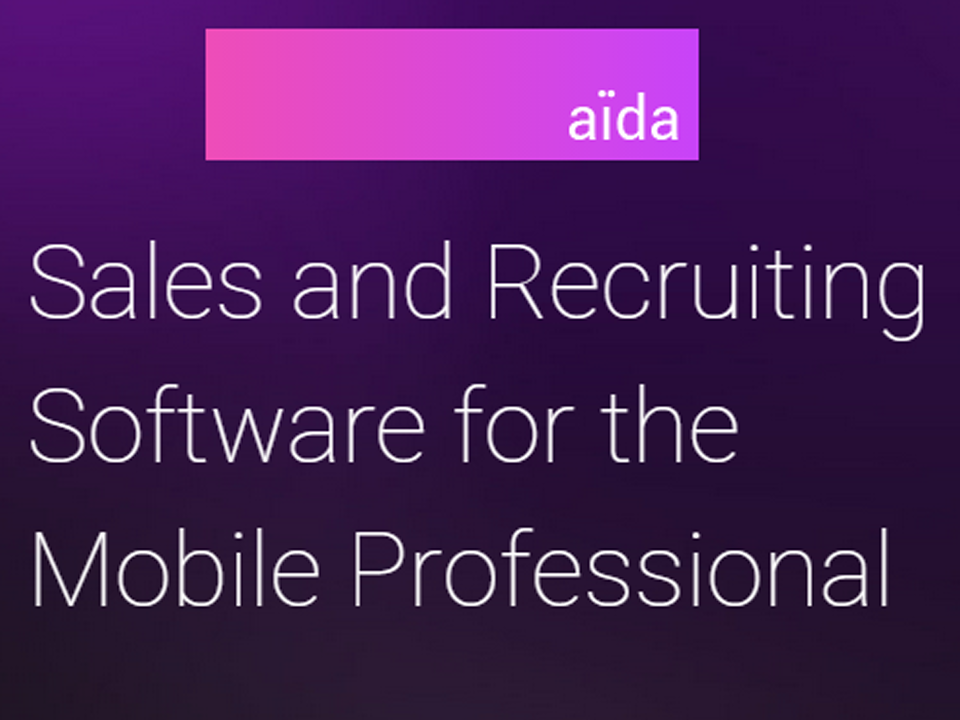 aïda
Sales and Recruiting
Software for the
Mobile Professional